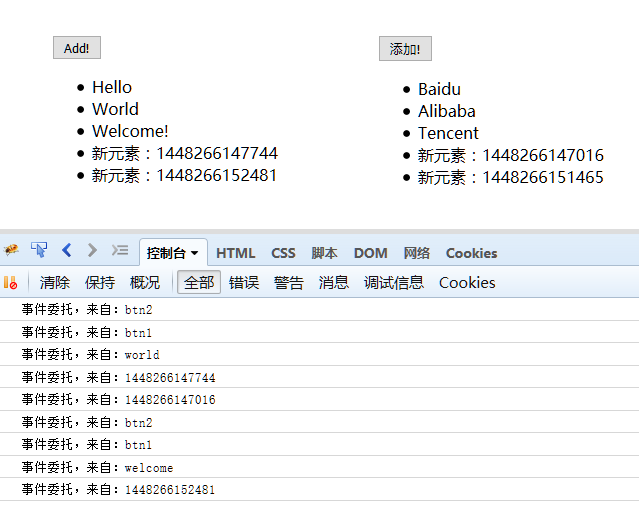 Add!
Hello
World
Welcome!
新元素：1448266147744
新元素：1448266152481
添加!
Baidu
Alibaba
Tencent
新元素：1448266147016
新元素：1448266151465
控制台 HTML CSS 脚本 DOM 网络 Cookies
清除 保持 概况 全部 错误 警告 消息 调试信息 Cookies
事件委托，来自：btn2
事件委托，来自：btn1
事件委托，来自：world
事件委托，来自：1448266147744
事件委托，来自：1448266147016
事件委托，来自：btn2
事件委托，来自：btn1
事件委托，来自：welcome
事件委托，来自：1448266152481